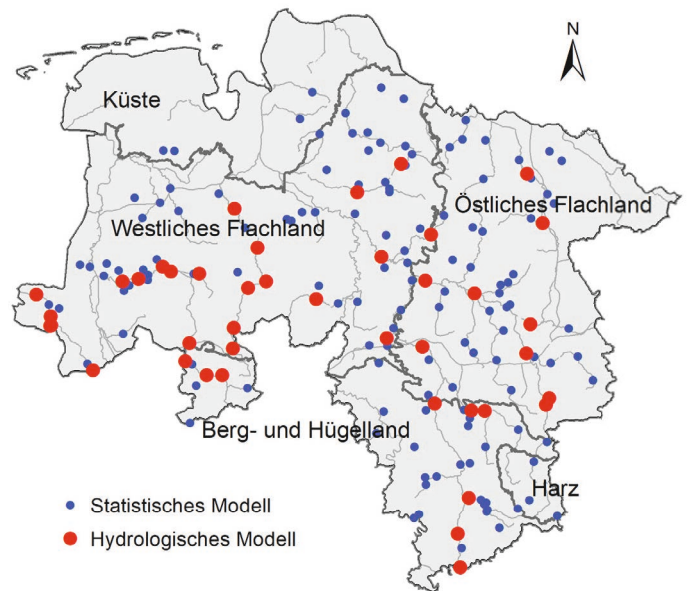 N
Küste
Östliches Flachland
Westliches Flachland
Berg- und Hügelland
Harz
Statistisches Modell
Hydrologisches Modell